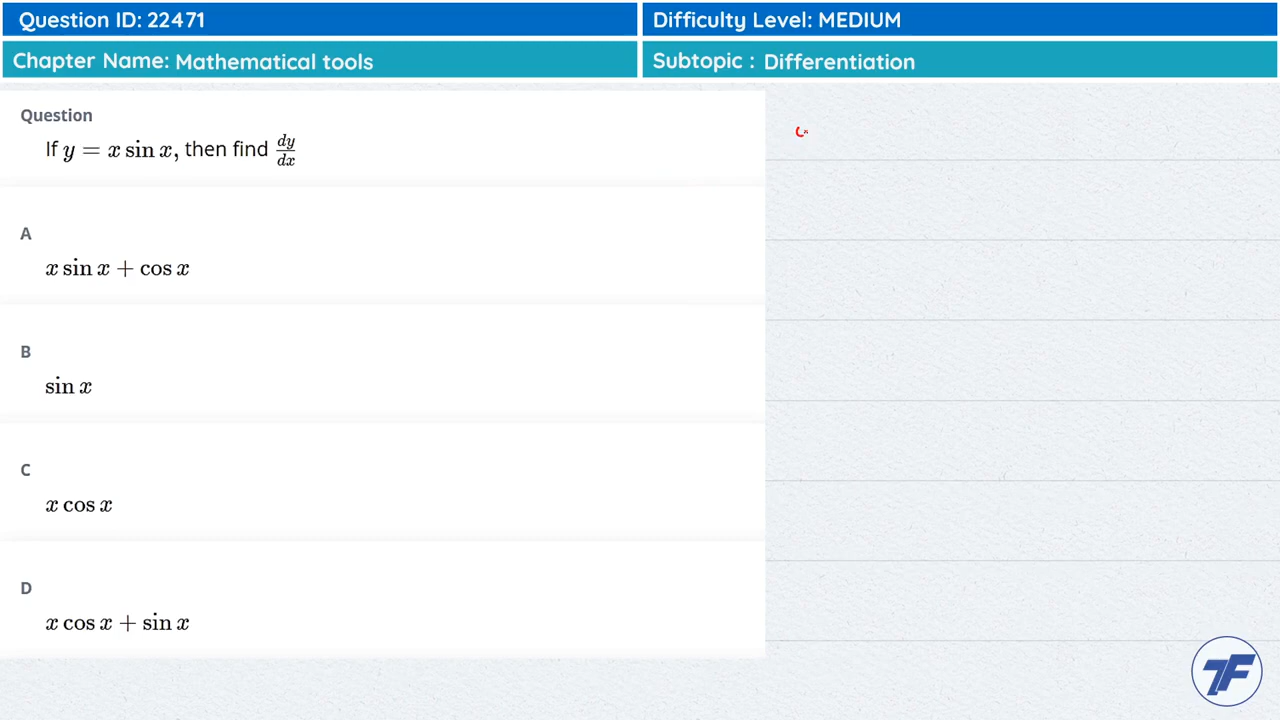 Question ID: 22471
Difficulty Level: MEDIUM
Chapter Name: Mathematical tools
Subtopic : Differentiation
Question
If y = x sin x, then find dy/dx
A
x sin x + cos x
B
sin x
C
x cos x
D
x cos x + sin x